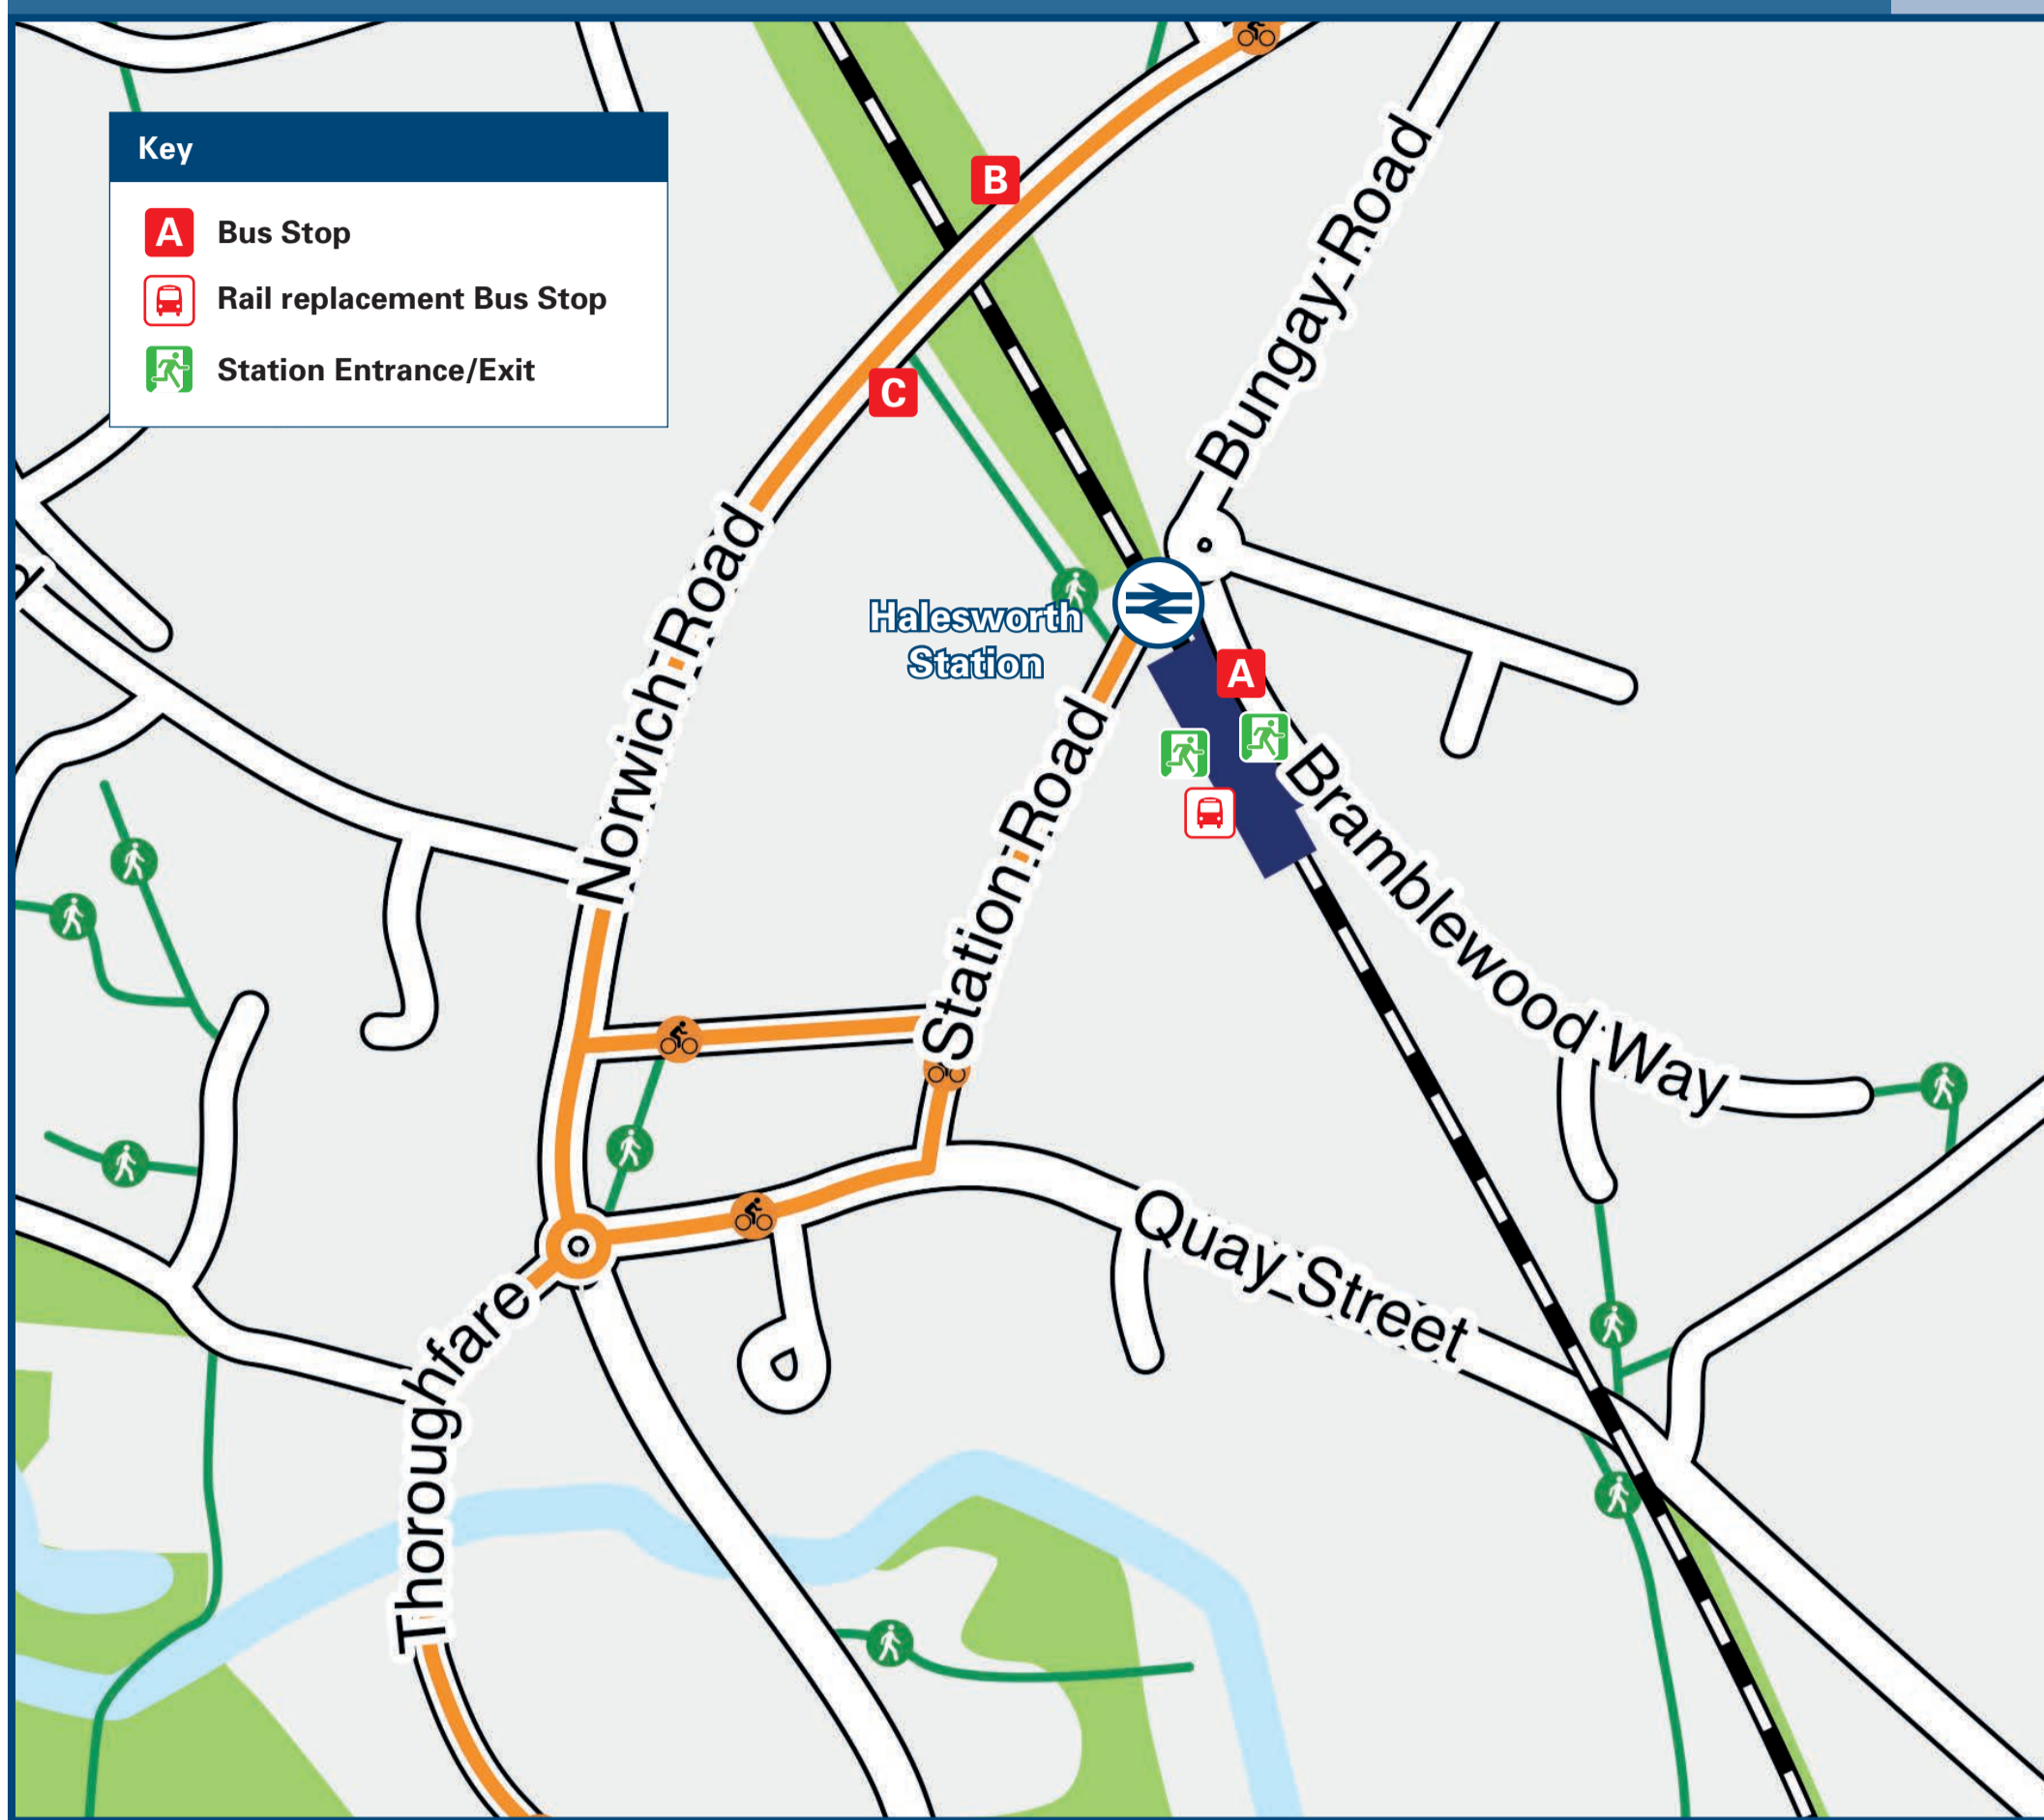 Key
A Bus Stop
Rail replacement Bus Stop
Station Entrance/Exit
B
C
Bungay Road
Norwich Road
Halesworth
Station
A
Station Road
Bramblewood Way
Quay Street
Thoroughfare